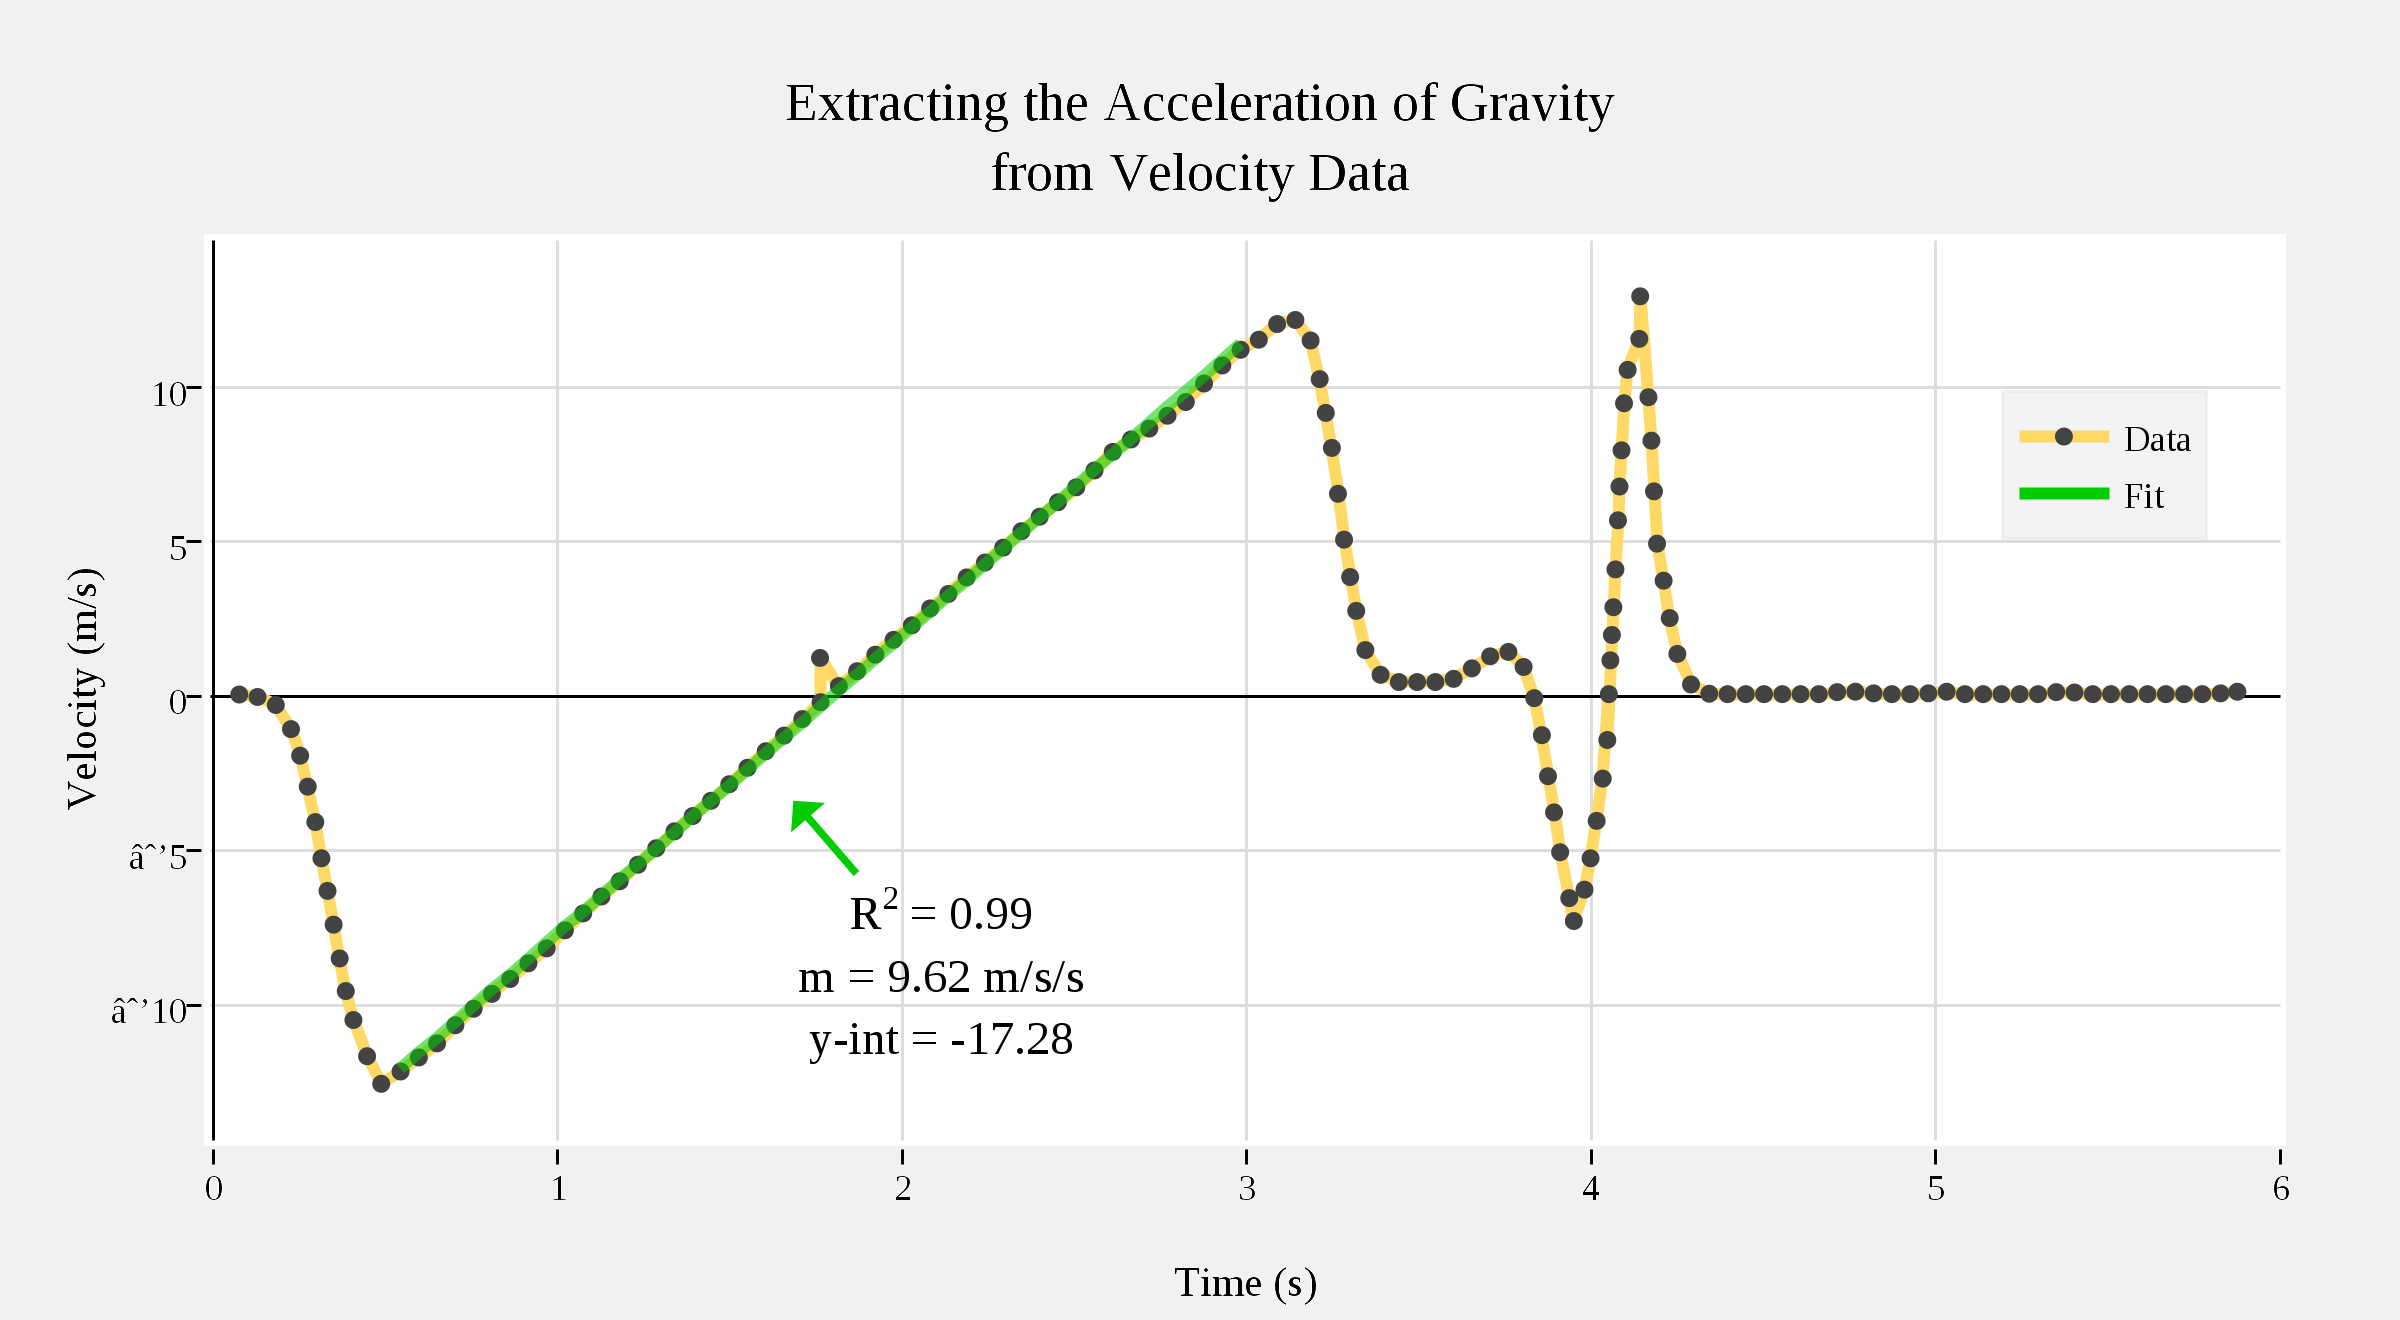 Extracting the Acceleration of Gravity
from Velocity Data
10
5
0
âˆ’5
âˆ’10
Velocity (m/s)
Data
Fit
R² = 0.99
m = 9.62 m/s/s
y-int = -17.28
0 1 2 3 4 5 6
Time (s)